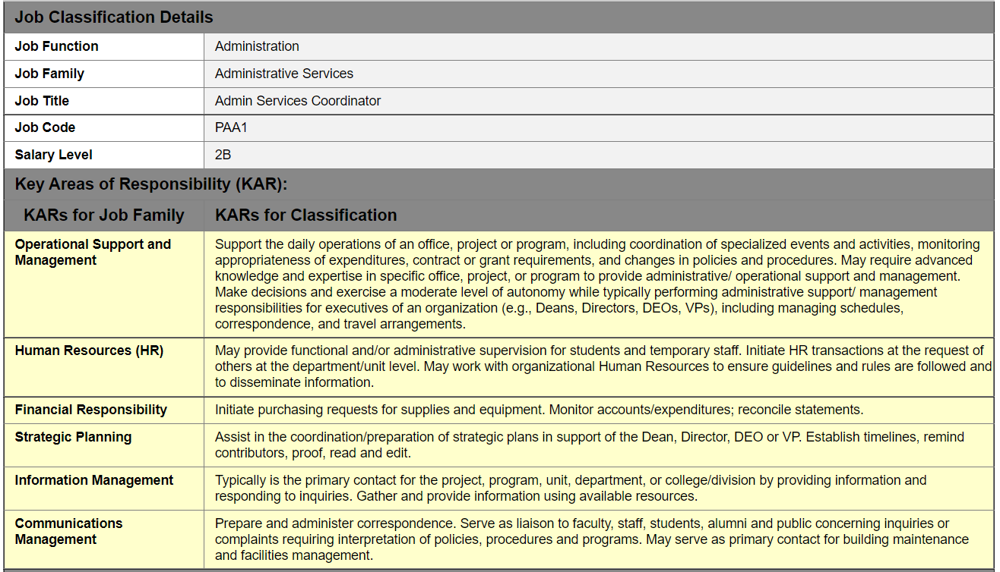 Job Classification Details
Job Function Administration
Job Family Administrative Services
Job Title Admin Services Coordinator
Job Code PAA1
Salary Level 2B
Key Areas of Responsibility (KAR):
KARs for Job Family KARs for Classification
Operational Support and Management
Support the daily operations of an office, project or program, including coordination of specialized events and activities, monitoring
appropriateness of expenditures, contract or grant requirements, and changes in policies and procedures. May require advanced
knowledge and expertise in specific office, project, or program to provide administrative/ operational support and management.
Make decisions and exercise a moderate level of autonomy while typically performing administrative support/ management
responsibilities for executives of an organization (e.g., Deans, Directors, DEOs, VPs), including managing schedules,
correspondence, and travel arrangements.
Human Resources (HR)
May provide functional and/or administrative supervision for students and temporary staff. Initiate HR transactions at the request of
others at the department/unit level. May work with organizational Human Resources to ensure guidelines and rules are followed and
to disseminate information.
Financial Responsibility
Initiate purchasing requests for supplies and equipment. Monitor accounts/expenditures; reconcile statements.
Strategic Planning
Assist in the coordination/preparation of strategic plans in support of the Dean, Director, DEO or VP. Establish timelines, remind
contributors, proof, read and edit.
Information Management
Typically is the primary contact for the project, program, unit, department, or college/division by providing information and
responding to inquiries. Gather and provide information using available resources.
Communications
Management
Prepare and administer correspondence. Serve as liaison to faculty, staff, students, alumni and public concerning inquiries or
complaints requiring interpretation of policies, procedures and programs. May serve as primary contact for building maintenance
and facilities management.